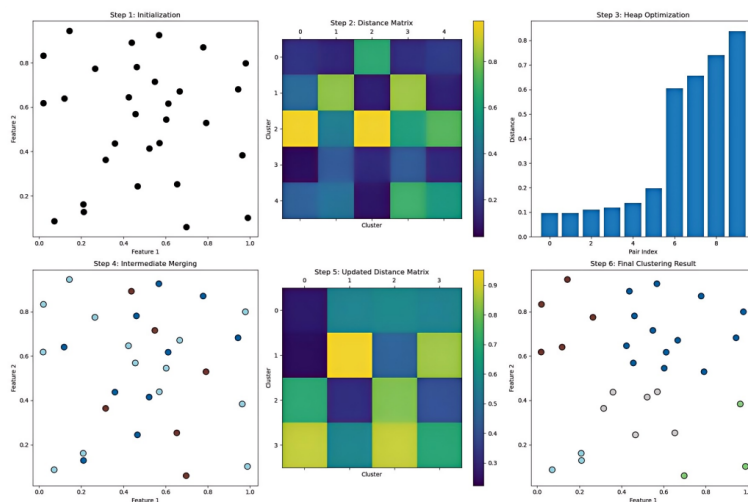 Step 1: Initialization
Feature 2
0.8
0.6
0.4
0.2
0.0 0.2 0.4 0.6 0.8 1.0
Feature 1
Step 2: Distance Matrix
0 1 2 3 4
Cluster
0
1
2
3
4
Cluster
0.8
0.6
0.4
0.2
Step 3: Heap Optimization
Distance
0.8
0.7
0.6
0.5
0.4
0.3
0.2
0.1
0.0
0 2 4 6 8
Pair Index
Step 4: Intermediate Merging
Feature 2
0.8
0.6
0.4
0.2
0.0 0.2 0.4 0.6 0.8 1.0
Feature 1
Step 5: Updated Distance Matrix
0 1 2 3
Cluster
0
1
2
3
Cluster
0.9
0.8
0.7
0.6
0.5
0.4
0.3
Step 6: Final Clustering Result
Feature 2
0.8
0.6
0.4
0.2
0.0 0.2 0.4 0.6 0.8 1.0
Feature 1